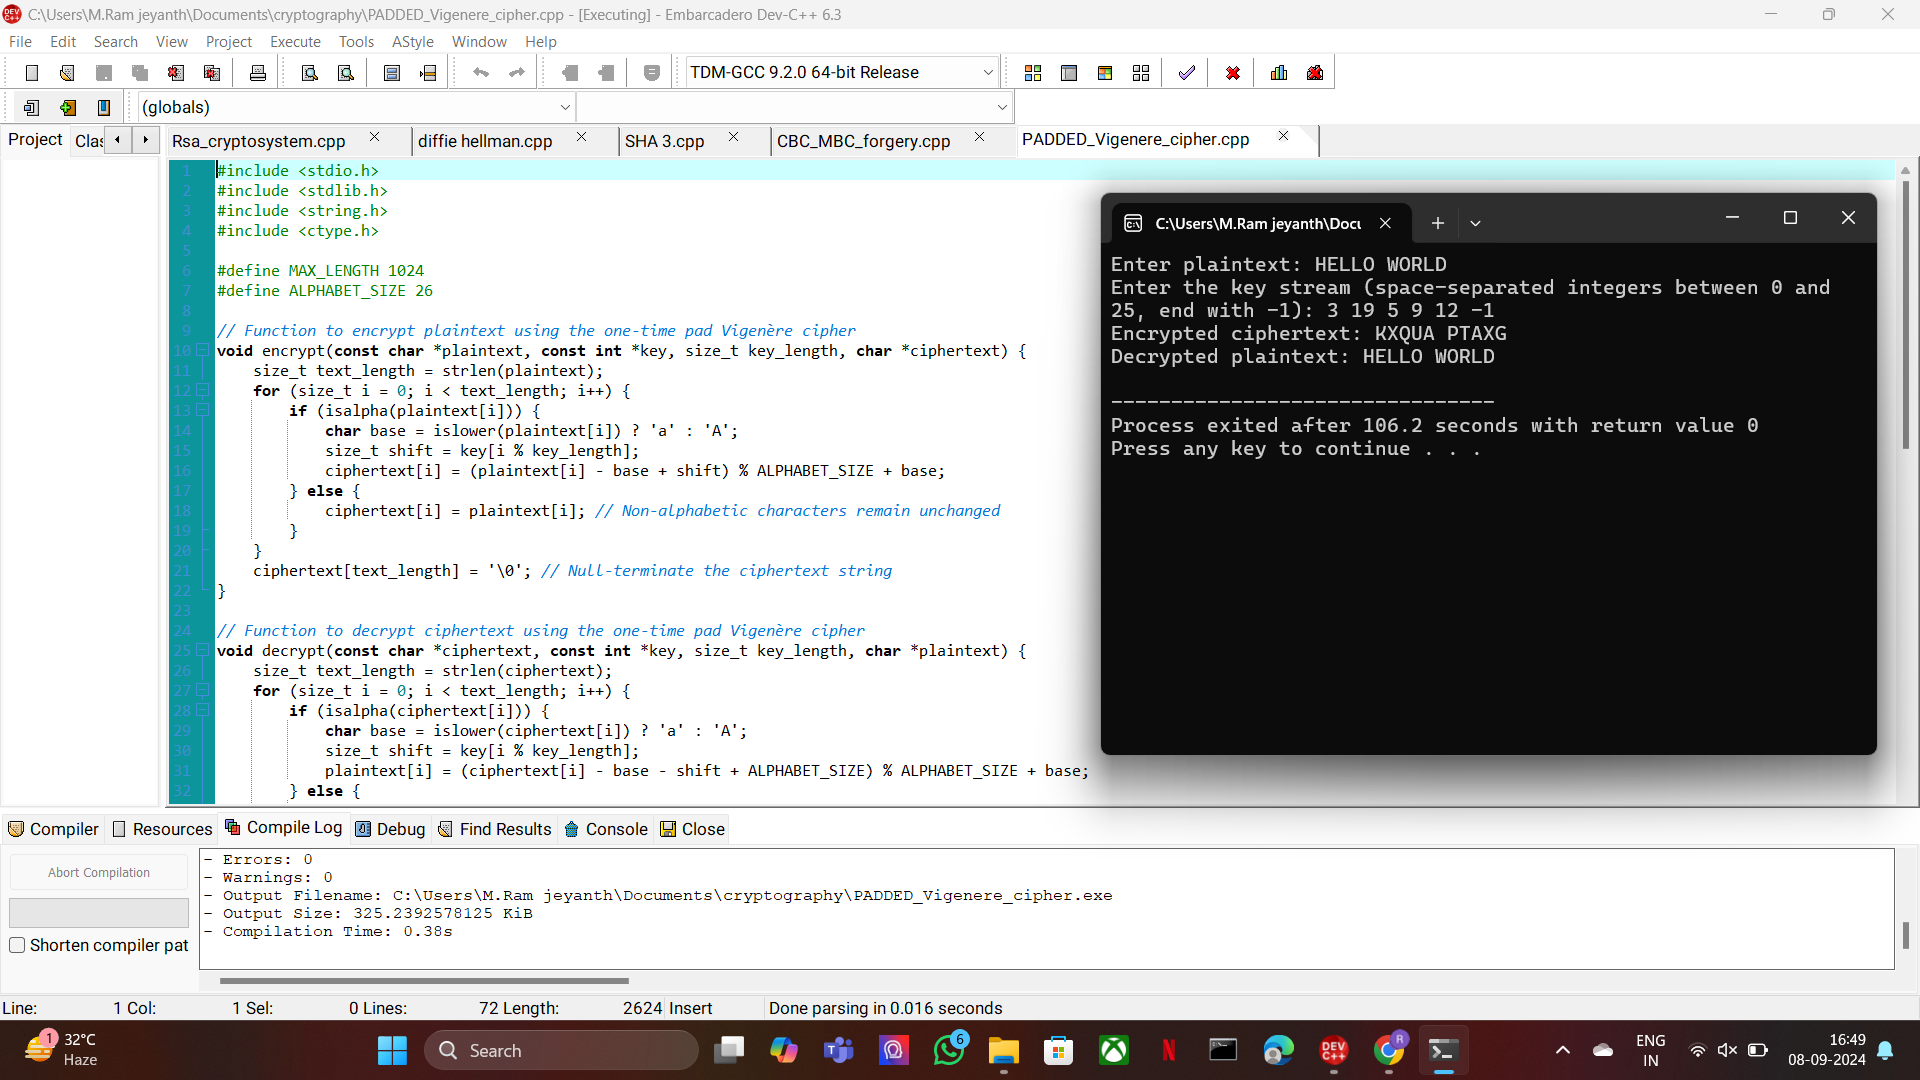 C:\Users\M.Ram jeyanth\Documents\cryptography\PADDED_Vigenere_cipher.cpp - [Executing] - Embarcadero Dev-C++ 6.3
File Edit Search View Project Execute Tools AStyle Window Help
TDM-GCC 9.2.0 64-bit Release
(globals)
Project Clas
Rsa_cryptosystem.cpp diffie hellman.cpp SHA 3.cpp CBC_MBC_forgery.cpp PADDED_Vigenere_cipher.cpp
1 #include <stdio.h>
2 #include <stdlib.h>
3 #include <string.h>
4 #include <ctype.h>
5
6 #define MAX_LENGTH 1024
7 #define ALPHABET_SIZE 26
8
9 // Function to encrypt plaintext using the one-time pad Vigenère cipher
10 void encrypt(const char *plaintext, const int *key, size_t key_length, char *ciphertext) {
11 size_t text_length = strlen(plaintext);
12 for (size_t i = 0; i < text_length; i++) {
13 if (isalpha(plaintext[i])) {
14 char base = islower(plaintext[i]) ? 'a' : 'A';
15 size_t shift = key[i % key_length];
16 ciphertext[i] = (plaintext[i] - base + shift) % ALPHABET_SIZE + base;
17 } else {
18 ciphertext[i] = plaintext[i]; // Non-alphabetic characters remain unchanged
19 }
20 }
21 ciphertext[text_length] = '\0'; // Null-terminate the ciphertext string
22 }
23
24 // Function to decrypt ciphertext using the one-time pad Vigenère cipher
25 void decrypt(const char *ciphertext, const int *key, size_t key_length, char *plaintext) {
26 size_t text_length = strlen(ciphertext);
27 for (size_t i = 0; i < text_length; i++) {
28 if (isalpha(ciphertext[i])) {
29 char base = islower(ciphertext[i]) ? 'a' : 'A';
30 size_t shift = key[i % key_length];
31 plaintext[i] = (ciphertext[i] - base - shift + ALPHABET_SIZE) % ALPHABET_SIZE + base;
32 } else {
C:\Users\M.Ram jeyanth\Docu
Enter plaintext: HELLO WORLD
Enter the key stream (space-separated integers between 0 and
25, end with -1): 3 19 5 9 12 -1
Encrypted ciphertext: KXQUA PTAXG
Decrypted plaintext: HELLO WORLD
--------------------------------
Process exited after 106.2 seconds with return value 0
Press any key to continue . . .
Compiler Resources Compile Log Debug Find Results Console Close
Abort Compilation
Shorten compiler pat
- Errors: 0
- Warnings: 0
- Output Filename: C:\Users\M.Ram jeyanth\Documents\cryptography\PADDED_Vigenere_cipher.exe
- Output Size: 325.2392578125 KiB
- Compilation Time: 0.38s
Line: 1 Col: 1 Sel: 0 Lines: 72 Length: 2624 Insert Done parsing in 0.016 seconds
1
32°C
Haze
Search
6
DEV C++
R
ENG
IN
16:49
08-09-2024